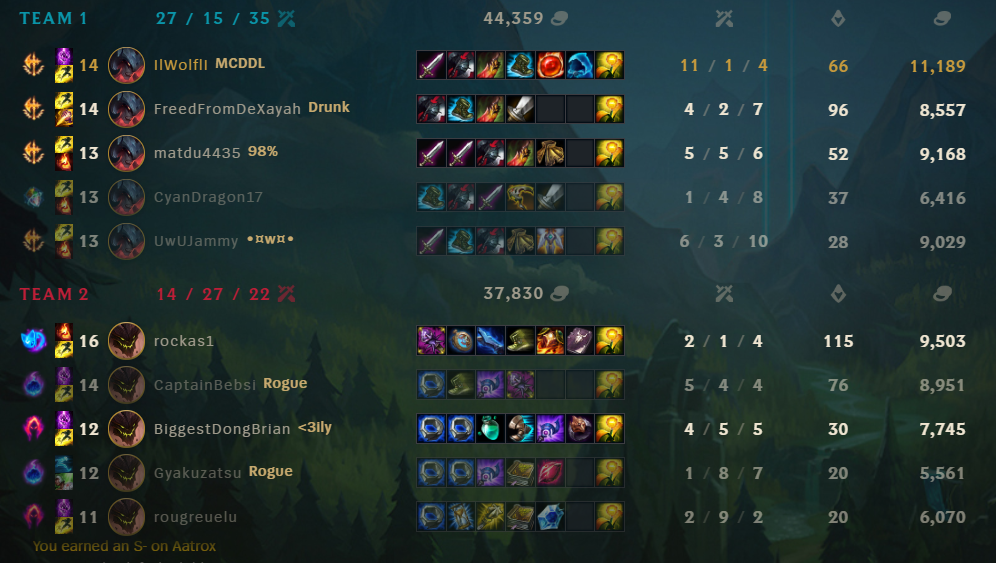 TEAM 1 27 / 15 / 35 44,359
14 IlWolfII MCDDL 11 / 1 / 4 66 11,189
14 FreedFromDeXayah Drunk 4 / 2 / 7 96 8,557
13 matdu4435 98% 5 / 5 / 6 52 9,168
13 CyanDragon17 1 / 4 / 8 37 6,416
13 UwUJammy •¤w¤• 6 / 3 / 10 28 9,029
TEAM 2 14 / 27 / 22 37,830
16 rockas1 2 / 1 / 4 115 9,503
14 CaptainBebsi Rogue 5 / 4 / 4 76 8,951
12 BiggestDongBrian <3Ily 4 / 5 / 5 30 7,745
12 Gyakuzatsu Rogue 1 / 8 / 7 20 5,561
11 rougreuelu 2 / 9 / 2 20 6,070
You earned an S- on Aatrox